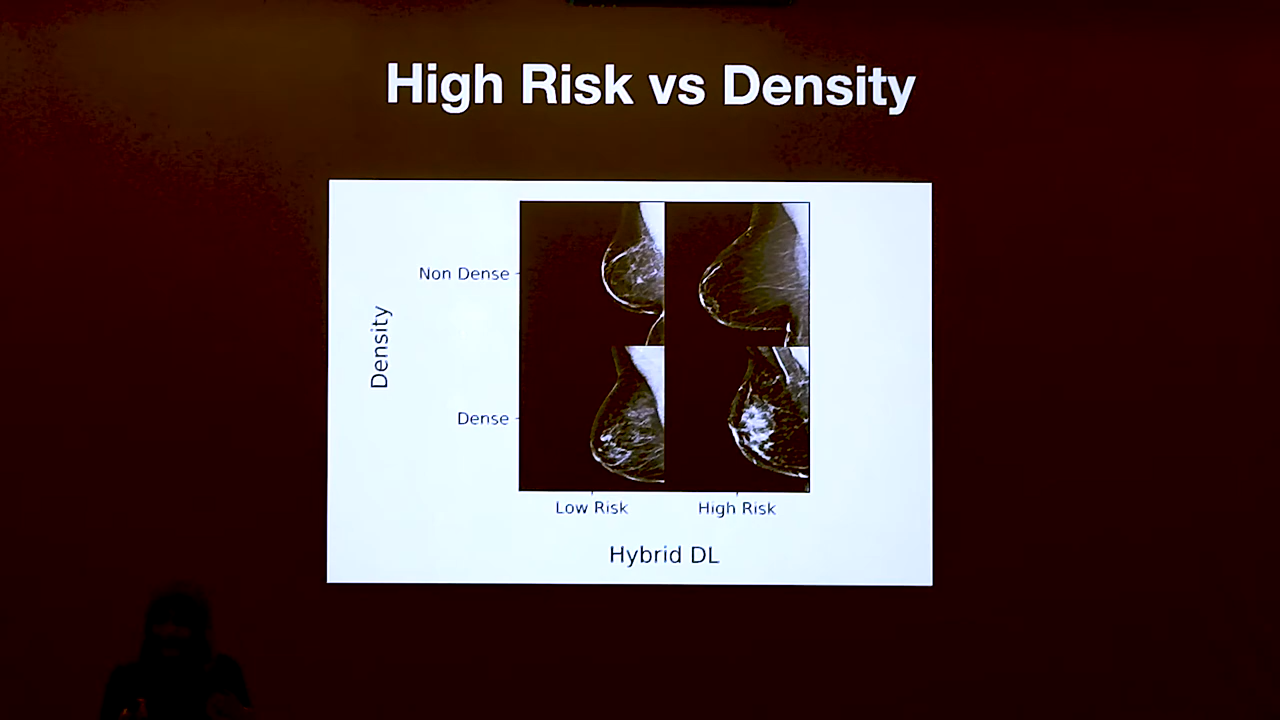 High Risk vs Density
Density
Non Dense
Dense
Low Risk
High Risk
Hybrid DL